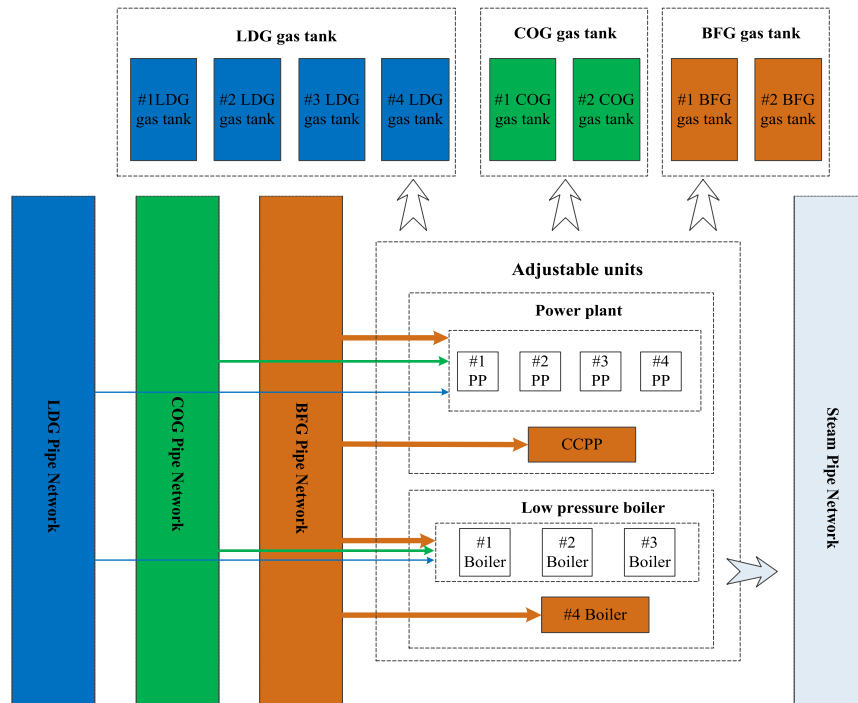 LDG gas tank
#1LDG
gas tank
#2 LDG
gas tank
#3 LDG
gas tank
#4 LDG
gas tank
COG gas tank
#1 COG
gas tank
#2 COG
gas tank
BFG gas tank
#1 BFG
gas tank
#2 BFG
gas tank
LDG Pipe Network
COG Pipe Network
BFG Pipe Network
Adjustable units
Power plant
#1
PP
#2
PP
#3
PP
#4
PP
CCPP
Low pressure boiler
#1
Boiler
#2
Boiler
#3
Boiler
#4 Boiler
Steam Pipe Network